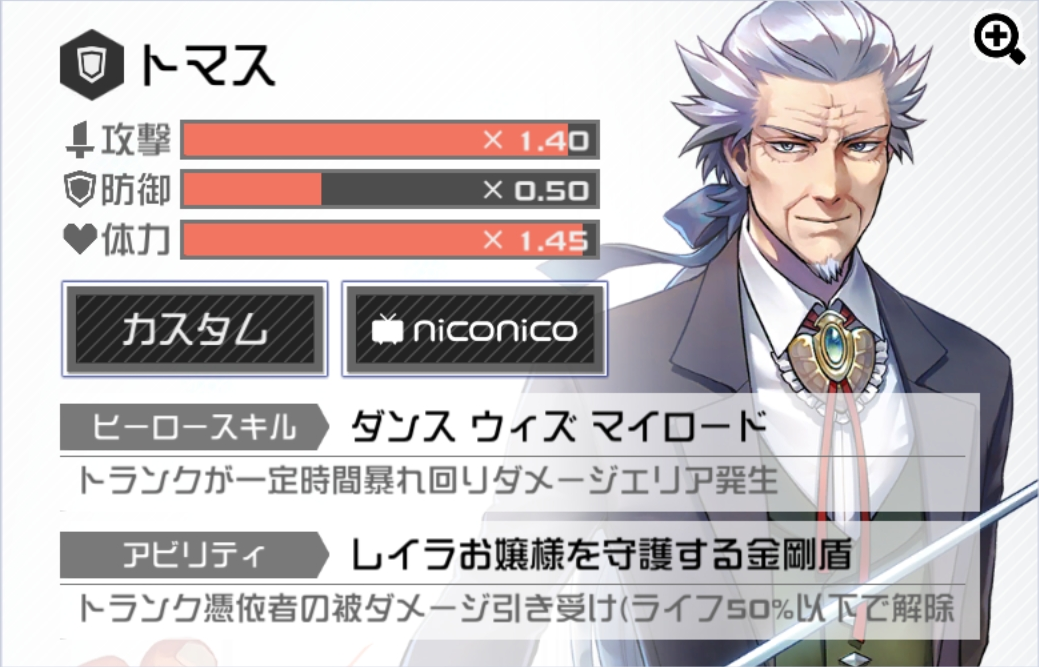 トマス
攻撃 × 1.40
防御 × 0.50
体力 × 1.45
カスタム niconico
ヒーロースキル ダンス ウィズ マイロード
トランクが一定時間暴れ回りダメージエリア発生
アビリティ レイラお嬢様を守護する金剛盾
トランク憑依者の被ダメージ引き受け(ライフ50%以下で解除